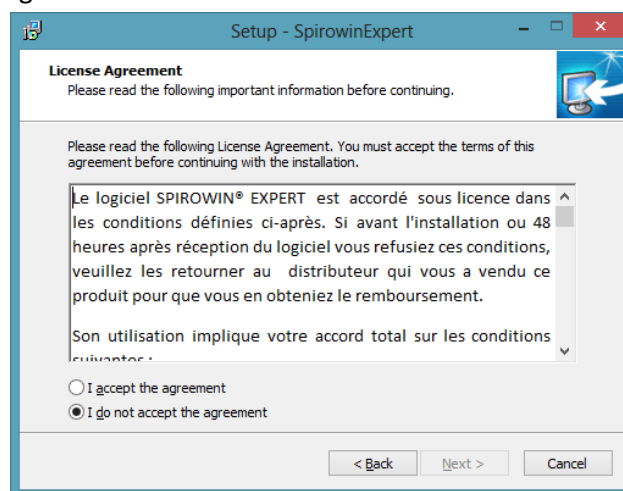 Setup - SpirowinExpert
License Agreement
Please read the following important information before continuing.
Please read the following License Agreement. You must accept the terms of this
agreement before continuing with the installation.
Le logiciel SPIROWIN® EXPERT est accordé sous licence dans
les conditions définies ci-après. Si avant l'installation ou 48
heures après réception du logiciel vous refusiez ces conditions,
veuillez les retourner au distributeur qui vous a vendu ce
produit pour que vous en obteniez le remboursement.
Son utilisation implique votre accord total sur les conditions
suivantes :
I accept the agreement
I do not accept the agreement
< Back Next > Cancel